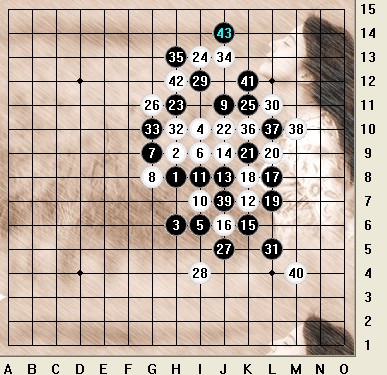 15
43 14
35 24 34 13
42 29 41 12
26 23 9 25 30 11
33 32 4 22 36 37 38 10
7 2 6 14 21 20 9
8 1 11 13 18 17 8
10 39 12 19 7
3 5 16 15 6
27 31 5
28 40 4
3
2
1
A B C D E F G H I J K L M N O